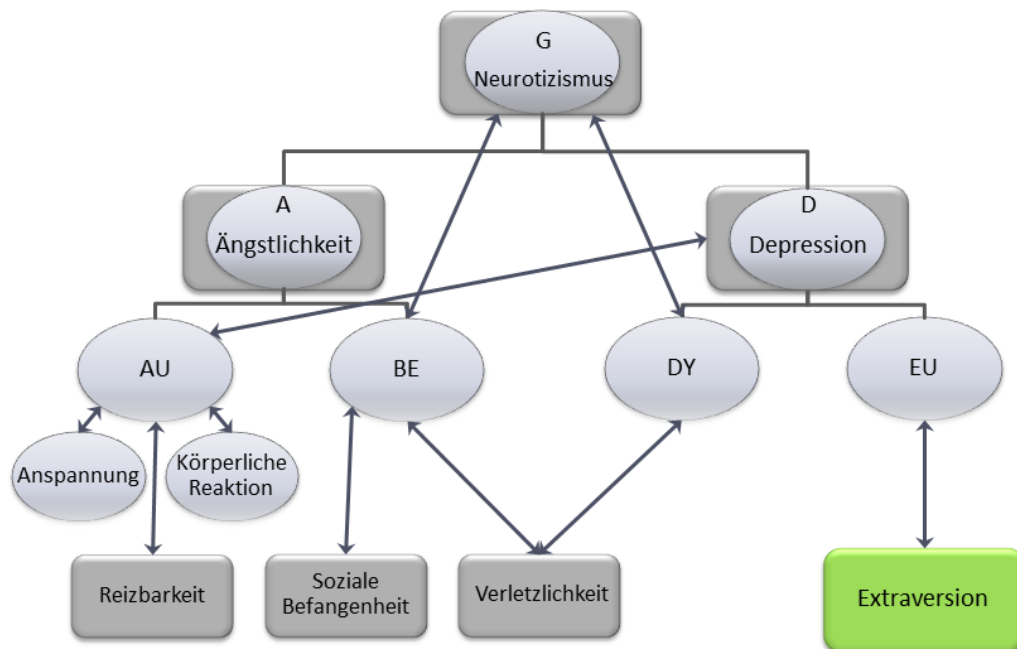 G
Neurotizismus
A
Ängstlichkeit
D
Depression
AU
BE
DY
EU
Anspannung
Körperliche
Reaktion
Reizbarkeit
Soziale
Befangenheit
Verletzlichkeit
Extraversion